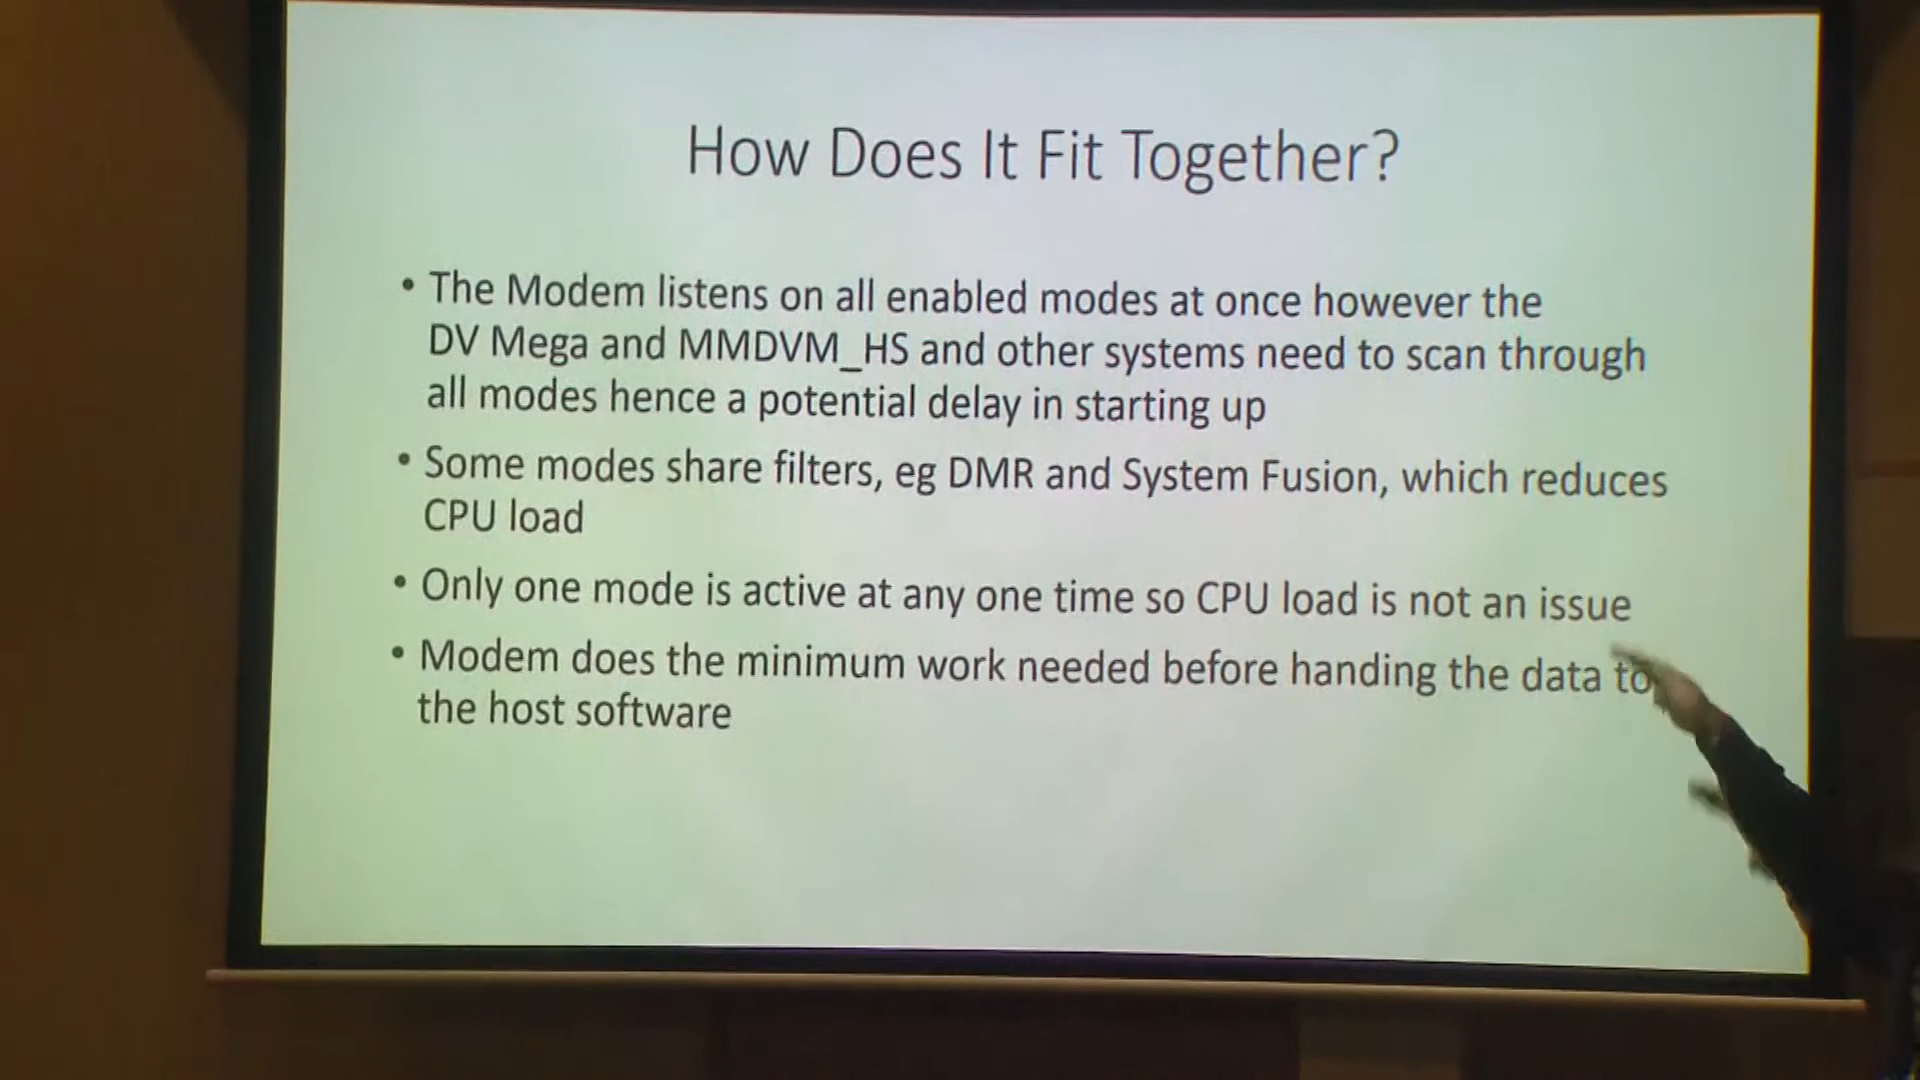 How Does It Fit Together?
• The Modem listens on all enabled modes at once however the
DV Mega and MMDVM_HS and other systems need to scan through
all modes hence a potential delay in starting up
• Some modes share filters, eg DMR and System Fusion, which reduces
CPU load
• Only one mode is active at any one time so CPU load is not an issue
• Modem does the minimum work needed before handing the data to
the host software